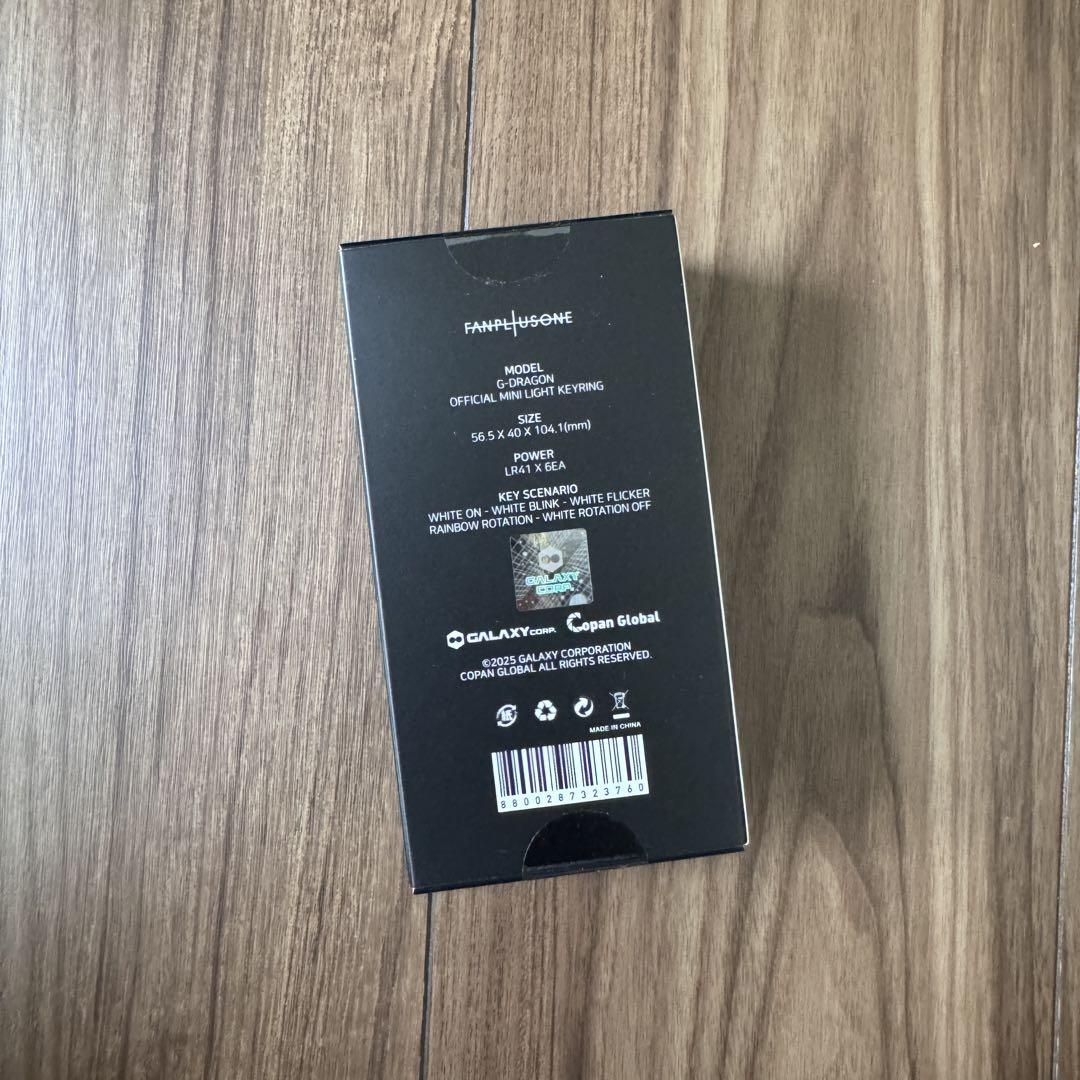 FANPLUSONE
MODEL
G-DRAGON
OFFICIAL MINI LIGHT KEYRING
SIZE
56.5 X 40 X 104.1(mm)
POWER
LR41 X 6EA
KEY SCENARIO
WHITE ON - WHITE BLINK - WHITE FLICKER
RAINBOW ROTATION - WHITE ROTATION OFF
GALAXY
CORP.
GALAXY CORP. Copan Global
©2025 GALAXY CORPORATION
COPAN GLOBAL ALL RIGHTS RESERVED.
MADE IN CHINA
8800287323760